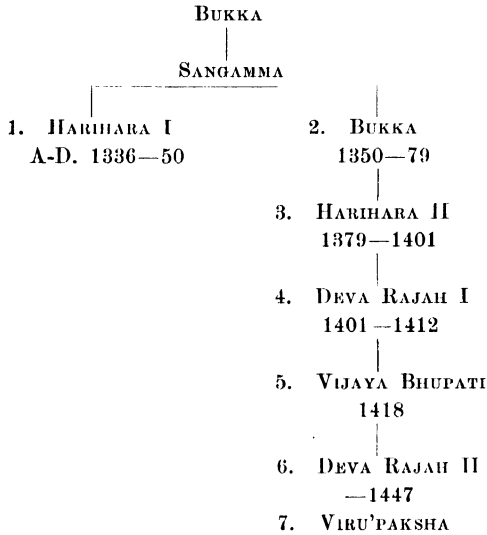 BUKKA
SANGAMMA
1. HARIHARA I
A-D. 1336—50
2. BUKKA
1350—79
3. HARIHARA II
1379—1401
4. DEVA RAJAH I
1401—1412
5. VIJAYA BHUPATI
1418
6. DEVA RAJAH II
—1447
7. VIRU'PAKSHA